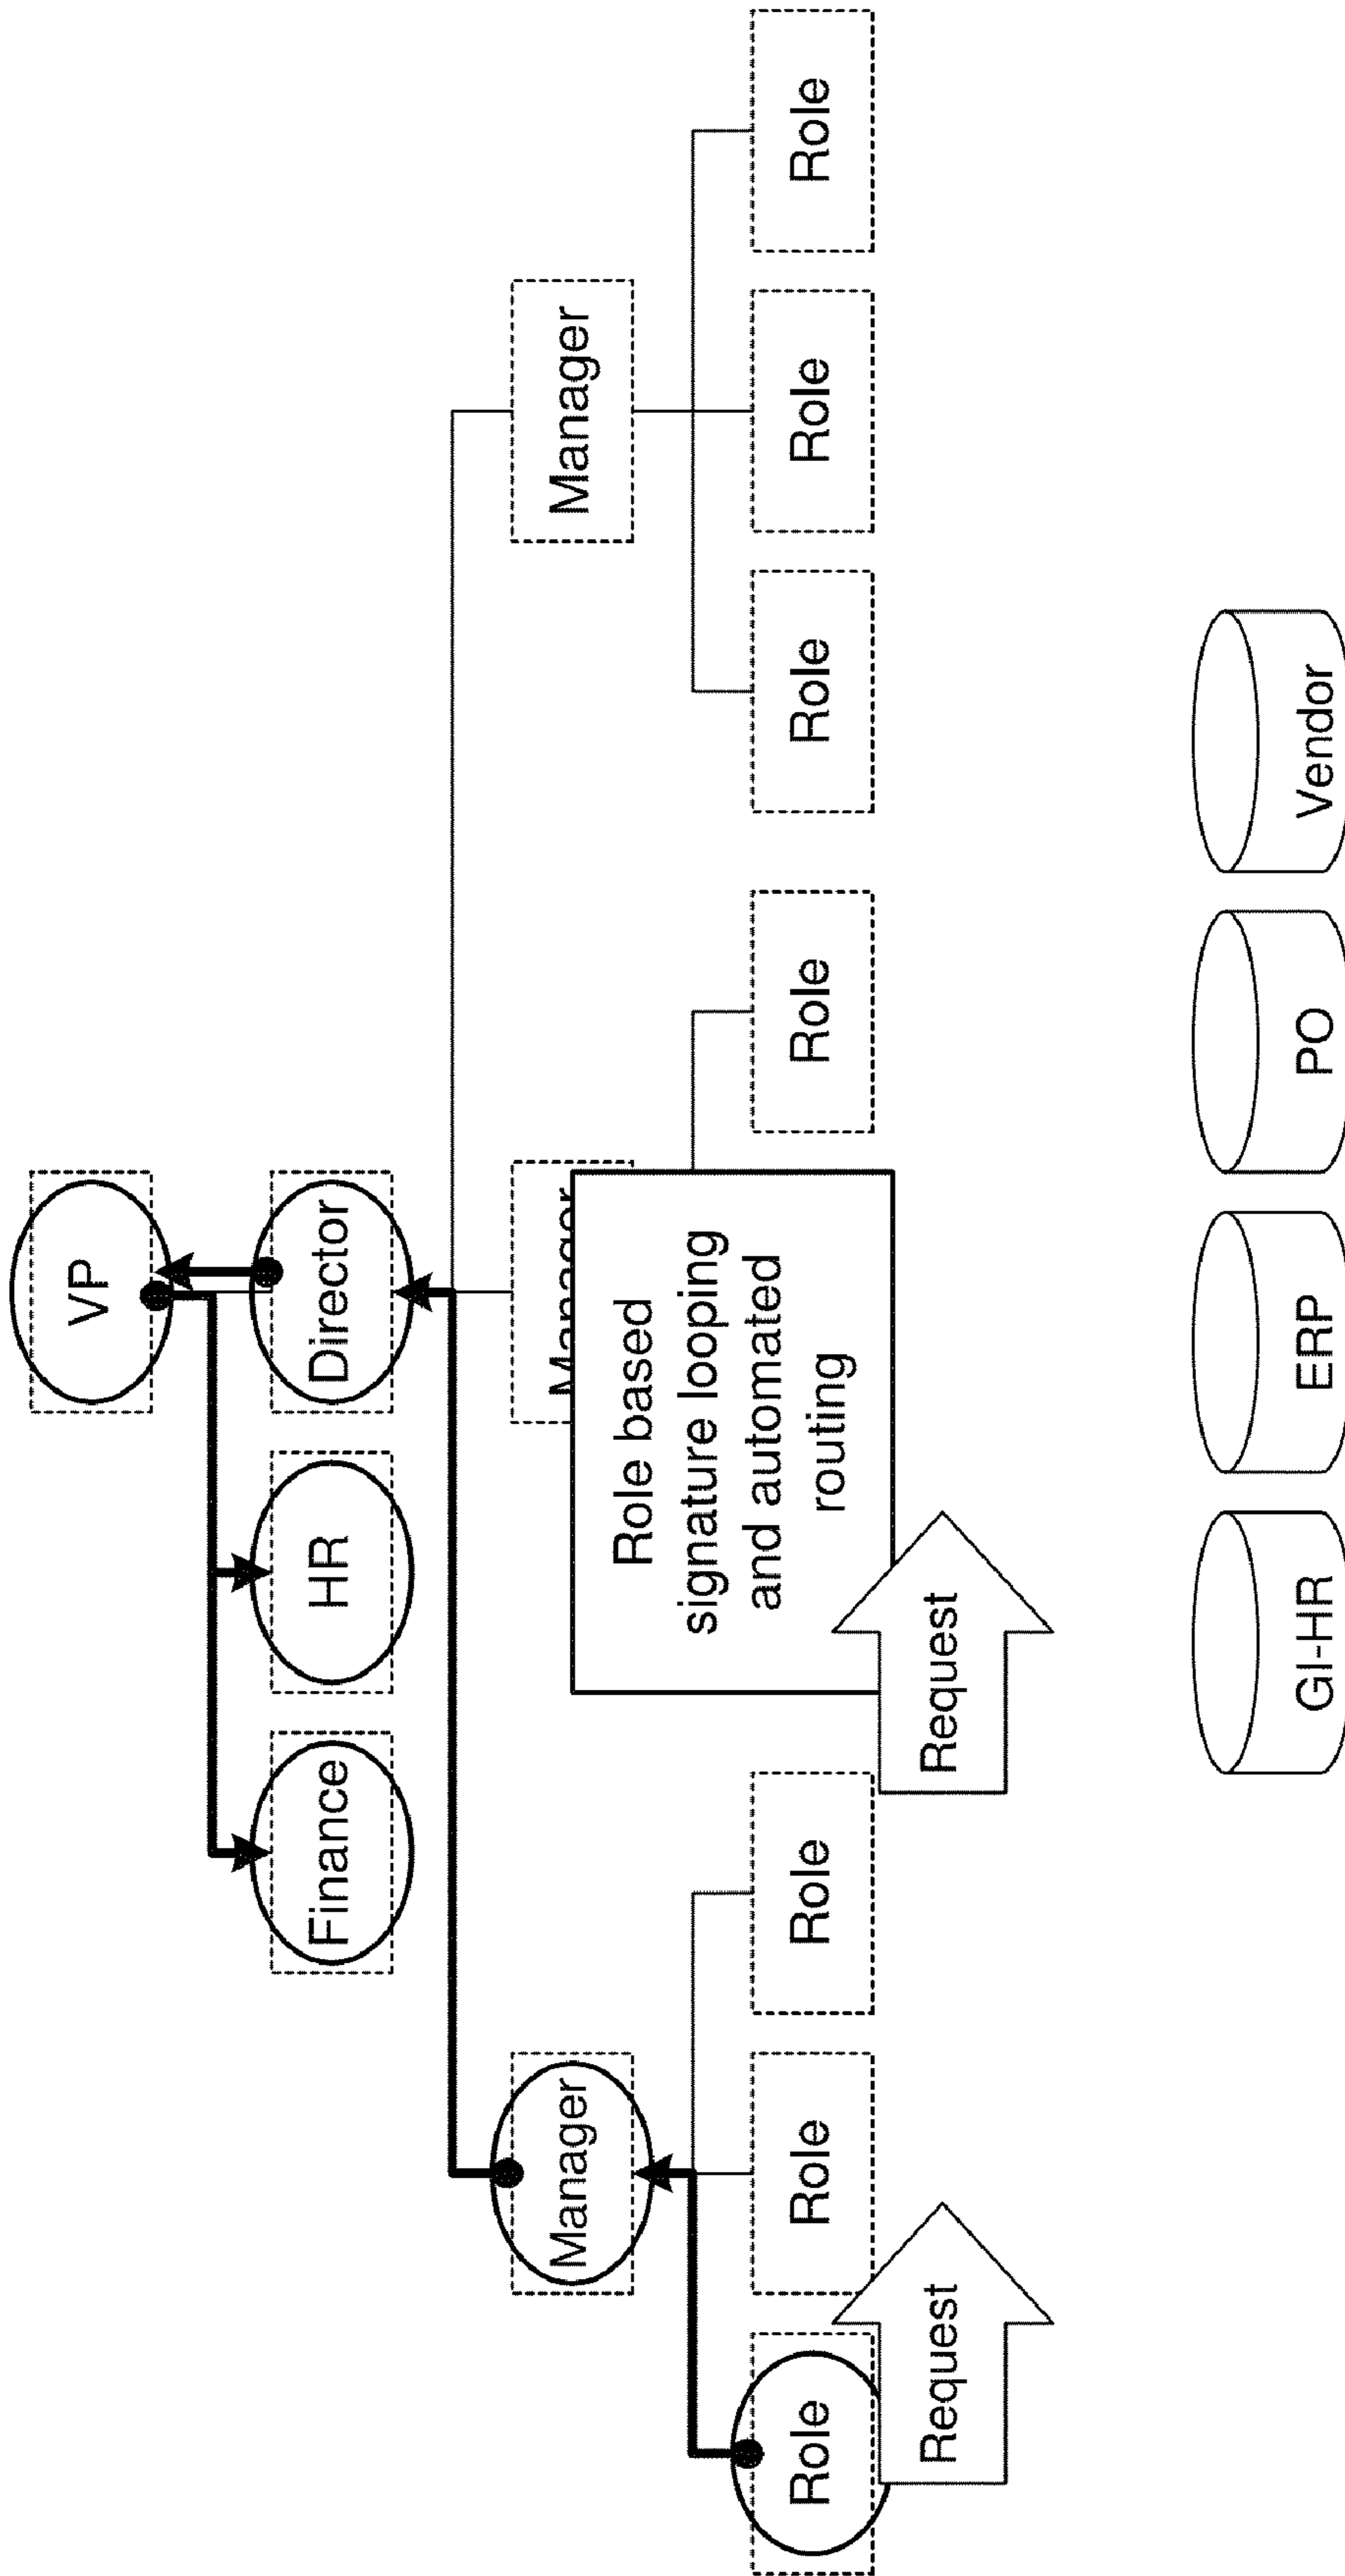 VP
Finance
HR
Director
Manager
Manager
Manager
Role based
signature looping
and automated
routing
Role
Role
Role
Role
Role
Role
Role
Request
Request
GI-HR
ERP
PO
Vendor